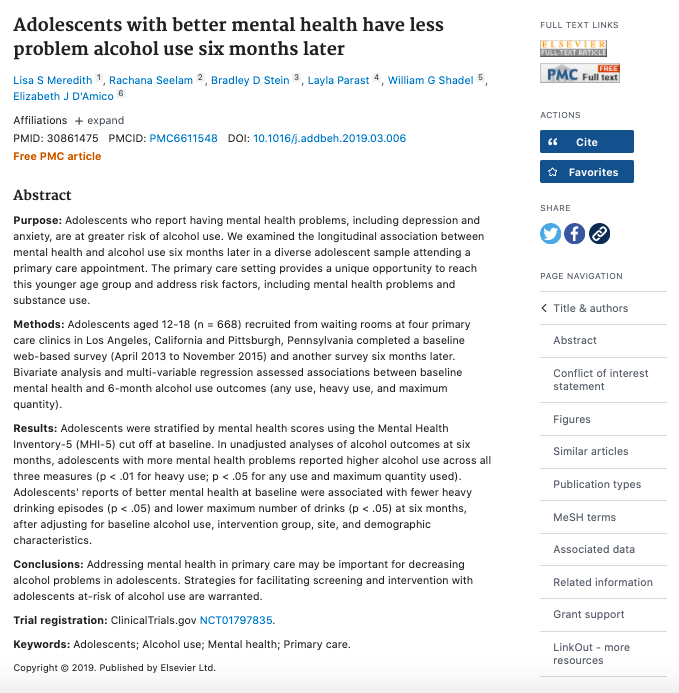 Adolescents with better mental health have less
problem alcohol use six months later
Lisa S Meredith 1, Rachana Seelam 2, Bradley D Stein 3, Layla Parast 4, William G Shadel 5,
Elizabeth J D'Amico 6
Affiliations + expand
PMID: 30861475 PMCID: PMC6611548 DOI: 10.1016/j.addbeh.2019.03.006
Free PMC article
Abstract
Purpose: Adolescents who report having mental health problems, including depression and
anxiety, are at greater risk of alcohol use. We examined the longitudinal association between
mental health and alcohol use six months later in a diverse adolescent sample attending a
primary care appointment. The primary care setting provides a unique opportunity to reach
this younger age group and address risk factors, including mental health problems and
substance use.
Methods: Adolescents aged 12-18 (n = 668) recruited from waiting rooms at four primary
care clinics in Los Angeles, California and Pittsburgh, Pennsylvania completed a baseline
web-based survey (April 2013 to November 2015) and another survey six months later.
Bivariate analysis and multi-variable regression assessed associations between baseline
mental health and 6-month alcohol use outcomes (any use, heavy use, and maximum
quantity).
Results: Adolescents were stratified by mental health scores using the Mental Health
Inventory-5 (MHI-5) cut off at baseline. In unadjusted analyses of alcohol outcomes at six
months, adolescents with more mental health problems reported higher alcohol use across all
three measures (p < .01 for heavy use; p < .05 for any use and maximum quantity used).
Adolescents' reports of better mental health at baseline were associated with fewer heavy
drinking episodes (p < .05) and lower maximum number of drinks (p < .05) at six months,
after adjusting for baseline alcohol use, intervention group, site, and demographic
characteristics.
Conclusions: Addressing mental health in primary care may be important for decreasing
alcohol problems in adolescents. Strategies for facilitating screening and intervention with
adolescents at-risk of alcohol use are warranted.
Trial registration: ClinicalTrials.gov NCT01797835.
Keywords: Adolescents; Alcohol use; Mental health; Primary care.
Copyright © 2019. Published by Elsevier Ltd.
FULL TEXT LINKS
ELSEVIER
FULL-TEXT ARTICLE
PMC FREE
Full text
ACTIONS
Cite
Favorites
SHARE
PAGE NAVIGATION
Title & authors
Abstract
Conflict of interest
statement
Figures
Similar articles
Publication types
MeSH terms
Associated data
Related information
Grant support
LinkOut - more
resources